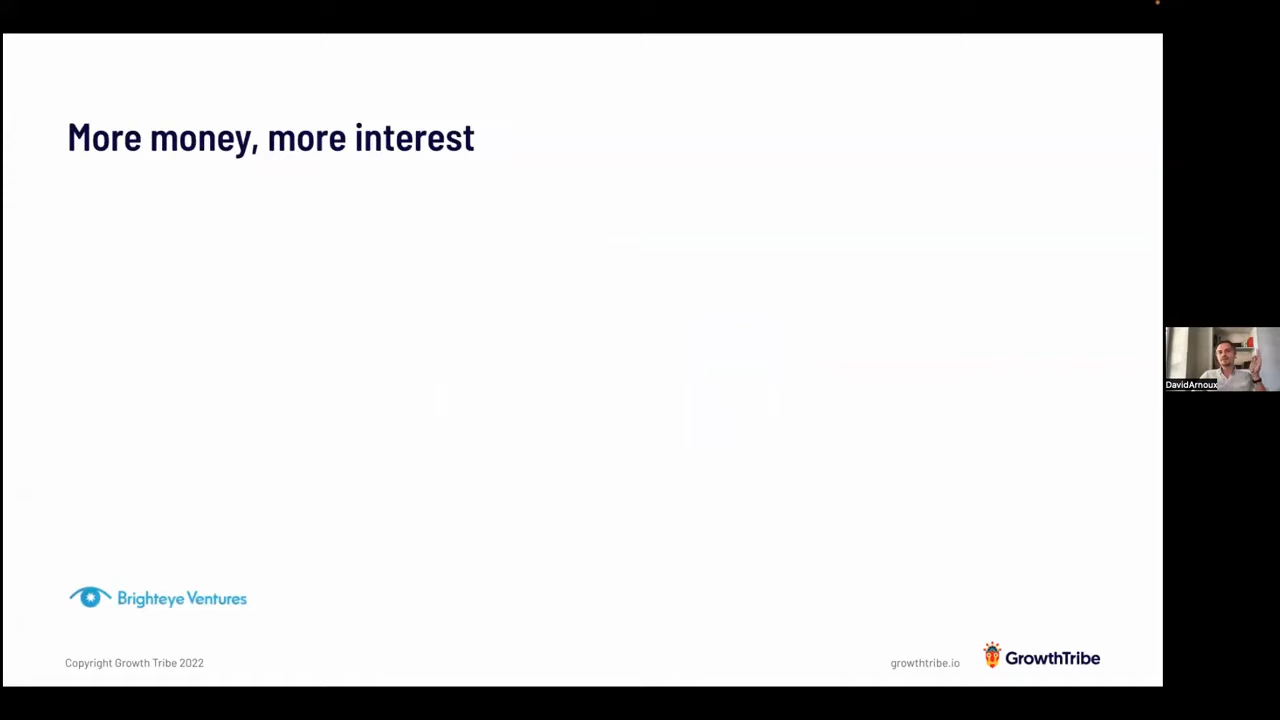 More money, more interest
DavidArnoux
Brighteye Ventures
Copyright Growth Tribe 2022
growthtribe.io
GrowthTribe